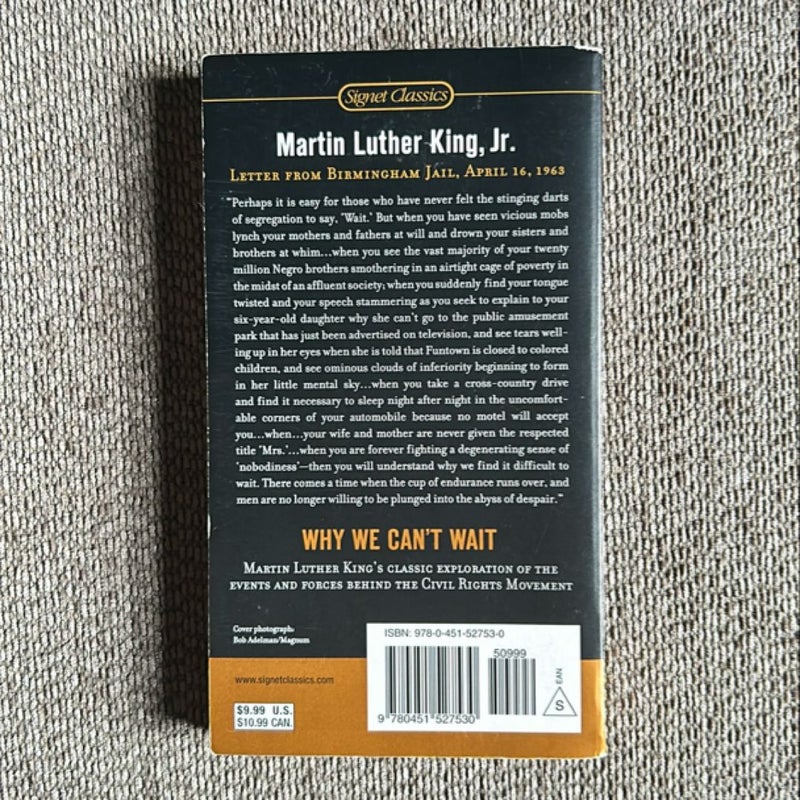 Signet Classics
Martin Luther King, Jr.
LETTER FROM BIRMINGHAM JAIL, APRIL 16, 1963
"Perhaps it is easy for those who have never felt the stinging darts
of segregation to say, 'Wait.' But when you have seen vicious mobs
lynch your mothers and fathers at will and drown your sisters and
brothers at whim...when you see the vast majority of your twenty
million Negro brothers smothering in an airtight cage of poverty in
the midst of an affluent society; when you suddenly find your tongue
twisted and your speech stammering as you seek to explain to your
six-year-old daughter why she can't go to the public amusement
park that has just been advertised on television, and see tears well-
ing up in her eyes when she is told that Funtown is closed to colored
children, and see ominous clouds of inferiority beginning to form
in her little mental sky...when you take a cross-country drive
and find it necessary to sleep night after night in the uncomfort-
able corners of your automobile because no motel will accept
you...when...your wife and mother are never given the respected
title 'Mrs.'...when you are forever fighting a degenerating sense of
'nobodiness'—then you will understand why we find it difficult to
wait. There comes a time when the cup of endurance runs over, and
men are no longer willing to be plunged into the abyss of despair."
WHY WE CAN'T WAIT
MARTIN LUTHER KING'S CLASSIC EXPLORATION OF THE
EVENTS AND FORCES BEHIND THE CIVIL RIGHTS MOVEMENT
Cover photograph:
Bob Adelman/Magnum
www.signetclassics.com
$9.99 U.S.
$10.99 CAN.
ISBN: 978-0-451-52753-0
50999
9 780451 527530
EAN
S